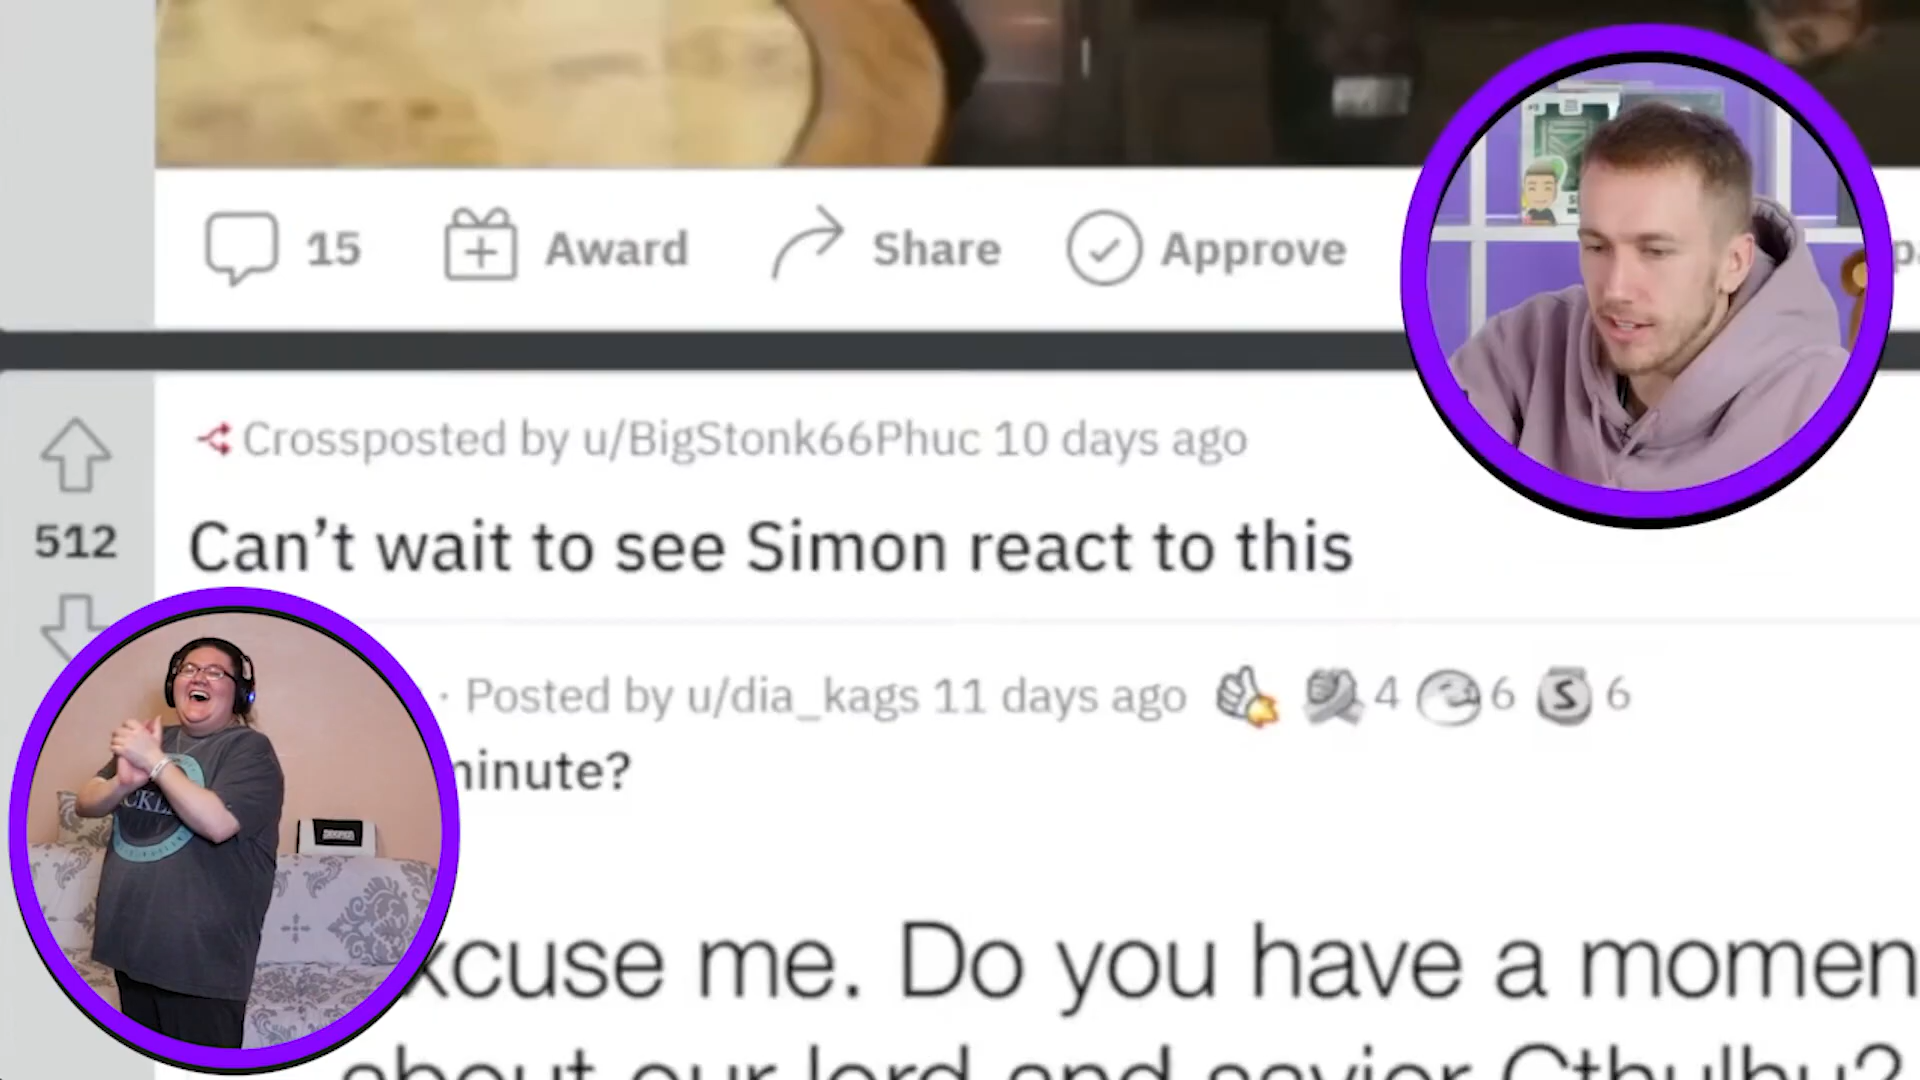 15 Award Share Approve
Crossposted by u/BigStonk66Phuc 10 days ago
512
Can't wait to see Simon react to this
· Posted by u/dia_kags 11 days ago 4 6 S 6
minute?
xcuse me. Do you have a momen
about our lord and savior Cthulhu?